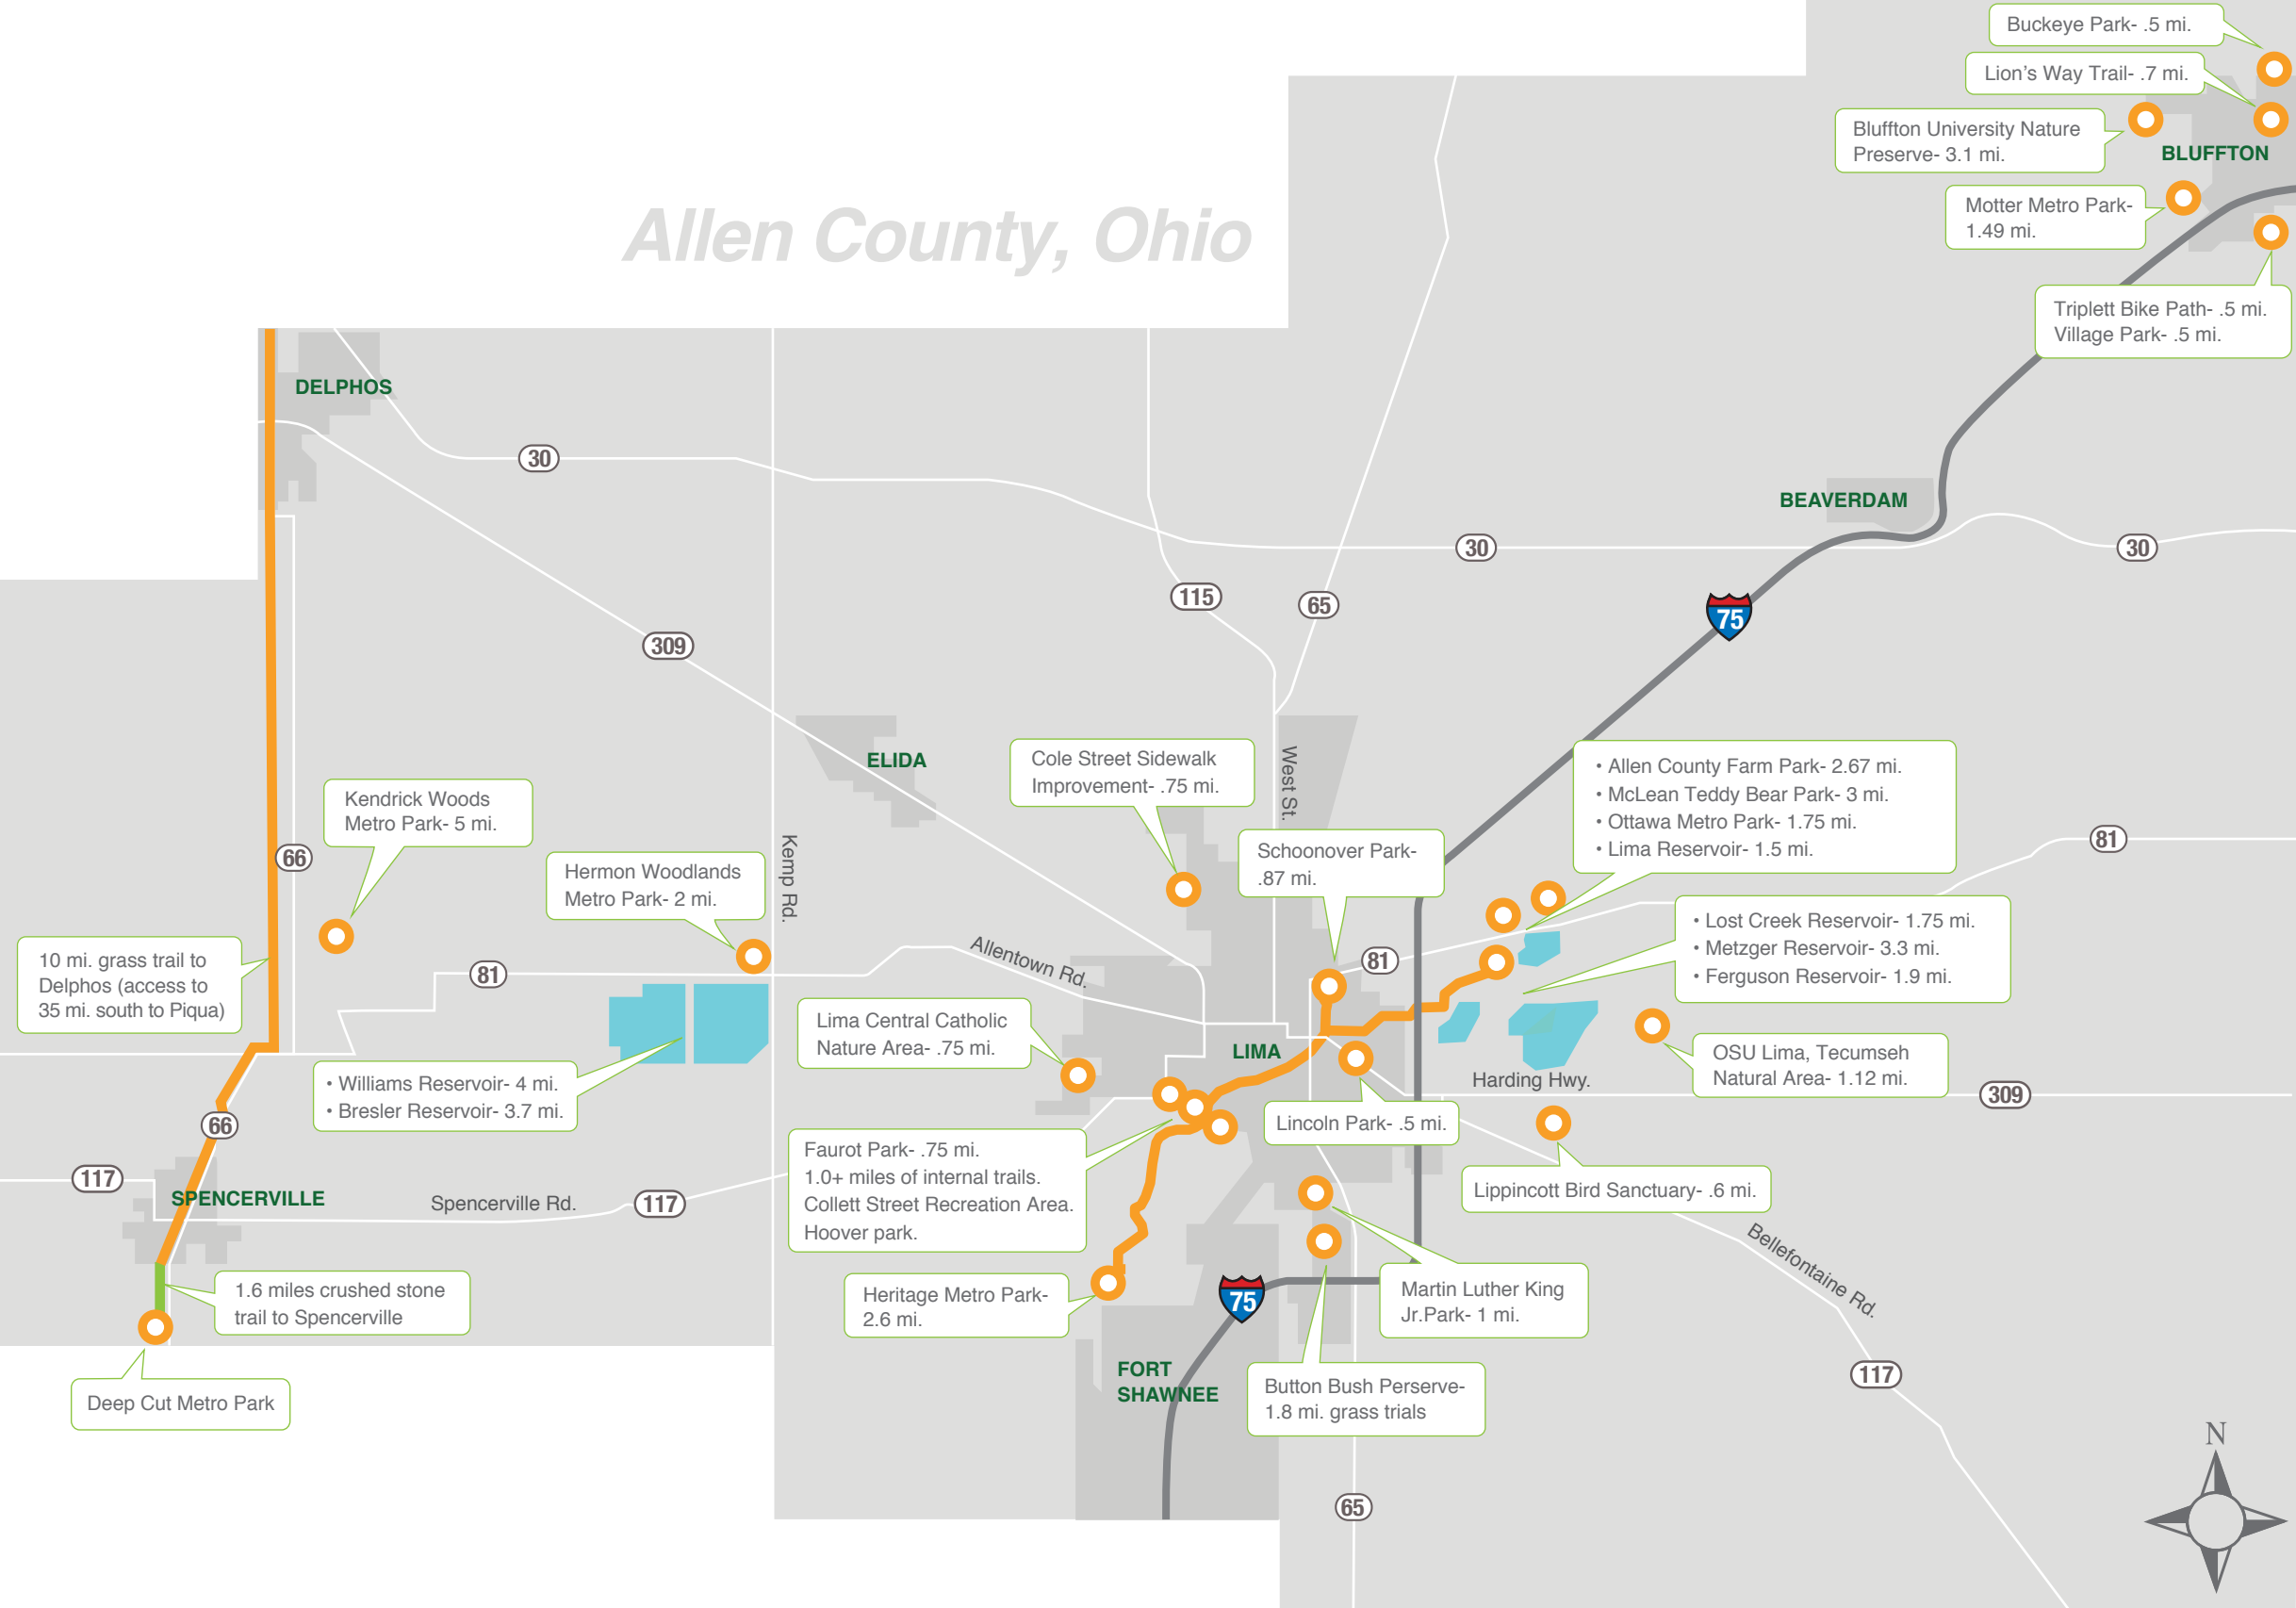 Buckeye Park- .5 mi.
Lion’s Way Trail- .7 mi.
Bluffton University Nature
Preserve- 3.1 mi.
BLUFFTON
Motter Metro Park-
1.49 mi.
Triplett Bike Path- .5 mi.
Village Park- .5 mi.
Allen County, Ohio
DELPHOS
30
BEAVERDAM
30
30
115
65
75
309
ELIDA
Cole Street Sidewalk
Improvement- .75 mi.
West St.
• Allen County Farm Park- 2.67 mi.
• McLean Teddy Bear Park- 3 mi.
• Ottawa Metro Park- 1.75 mi.
• Lima Reservoir- 1.5 mi.
Kendrick Woods
Metro Park- 5 mi.
66
Hermon Woodlands
Metro Park- 2 mi.
Kemp Rd.
Schoonover Park-
.87 mi.
81
10 mi. grass trail to
Delphos (access to
35 mi. south to Piqua)
81
Allentown Rd.
81
• Lost Creek Reservoir- 1.75 mi.
• Metzger Reservoir- 3.3 mi.
• Ferguson Reservoir- 1.9 mi.
Lima Central Catholic
Nature Area- .75 mi.
LIMA
OSU Lima, Tecumseh
Natural Area- 1.12 mi.
Harding Hwy.
309
• Williams Reservoir- 4 mi.
• Bresler Reservoir- 3.7 mi.
66
Lincoln Park- .5 mi.
Faurot Park- .75 mi.
1.0+ miles of internal trails.
Collett Street Recreation Area.
Hoover park.
117
SPENCERVILLE
Spencerville Rd.
117
Lippincott Bird Sanctuary- .6 mi.
Bellefontaine Rd.
1.6 miles crushed stone
trail to Spencerville
Heritage Metro Park-
2.6 mi.
75
Martin Luther King
Jr.Park- 1 mi.
Deep Cut Metro Park
FORT
SHAWNEE
Button Bush Perserve-
1.8 mi. grass trials
117
65
N